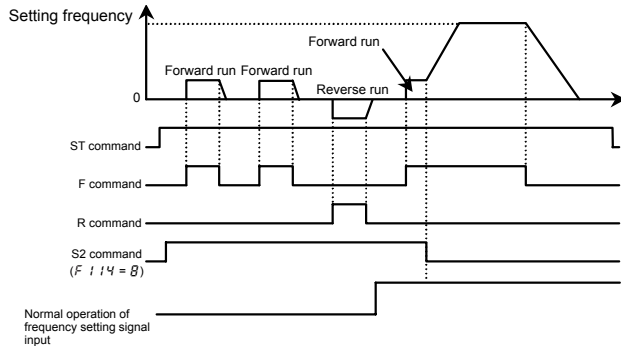 Setting frequency
Forward run
Forward run Forward run
Reverse run
0
ST command
F command
R command
S2 command
(F 114 = 8)
Normal operation of
frequency setting signal
input